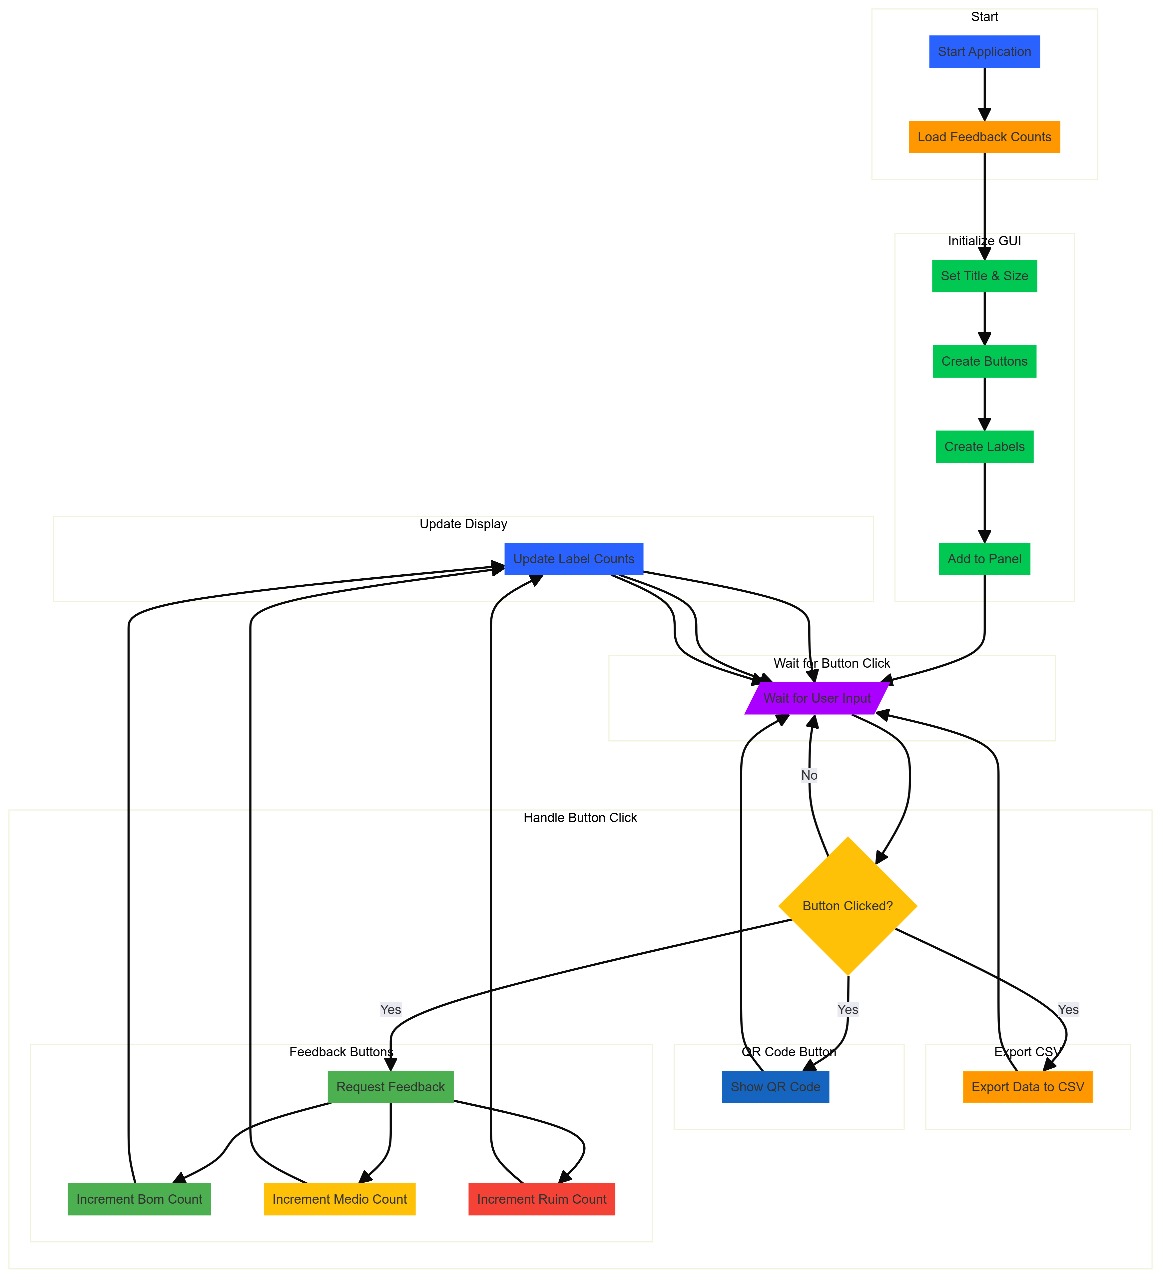 Start
Start Application
Load Feedback Counts
Initialize GUI
Set Title & Size
Create Buttons
Create Labels
Update Display
Update Label Counts
Add to Panel
Wait for Button Click
Wait for User Input
No
Handle Button Click
Button Clicked?
Yes
Yes
Yes
Feedback Buttons
QR Code Button
Export CSV
Request Feedback
Show QR Code
Export Data to CSV
Increment Bom Count
Increment Medio Count
Increment Ruim Count